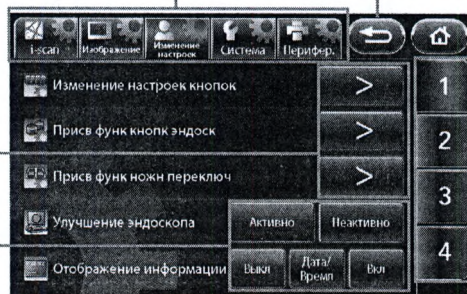 i-scan Изображение Изменение настроек Система Перифер.
Изменение настроек кнопок > 1
Присв функ кнопк эндоск > 2
Присв функ ножн переключ > 3
Улучшение эндоскопа Активно Неактивно
4
Отображение информации Выкл Дата/Время Вкл